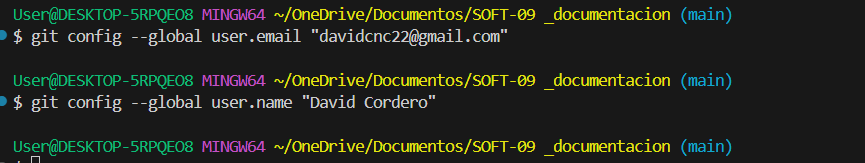 User@DESKTOP-5RPQEO8 MINGW64 ~/OneDrive/Documentos/SOFT-09 _documentacion (main)
$ git config --global user.email "davidcnc22@gmail.com"
User@DESKTOP-5RPQEO8 MINGW64 ~/OneDrive/Documentos/SOFT-09 _documentacion (main)
$ git config --global user.name "David Cordero"
User@DESKTOP-5RPQEO8 MINGW64 ~/OneDrive/Documentos/SOFT-09 _documentacion (main)
$